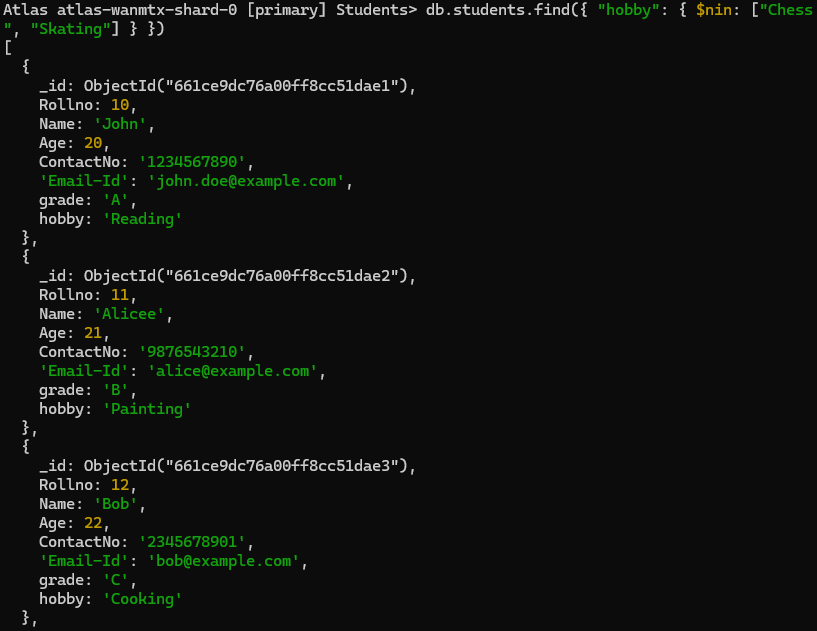 Atlas atlas-wanmtx-shard-0 [primary] Students> db.students.find({ "hobby": { $nin: ["Chess
", "Skating"] } })
[
  {
    _id: ObjectId("661ce9dc76a00ff8cc51dae1"),
    Rollno: 10,
    Name: 'John',
    Age: 20,
    ContactNo: '1234567890',
    'Email-Id': 'john.doe@example.com',
    grade: 'A',
    hobby: 'Reading'
  },
  {
    _id: ObjectId("661ce9dc76a00ff8cc51dae2"),
    Rollno: 11,
    Name: 'Alicee',
    Age: 21,
    ContactNo: '9876543210',
    'Email-Id': 'alice@example.com',
    grade: 'B',
    hobby: 'Painting'
  },
  {
    _id: ObjectId("661ce9dc76a00ff8cc51dae3"),
    Rollno: 12,
    Name: 'Bob',
    Age: 22,
    ContactNo: '2345678901',
    'Email-Id': 'bob@example.com',
    grade: 'C',
    hobby: 'Cooking'
  },